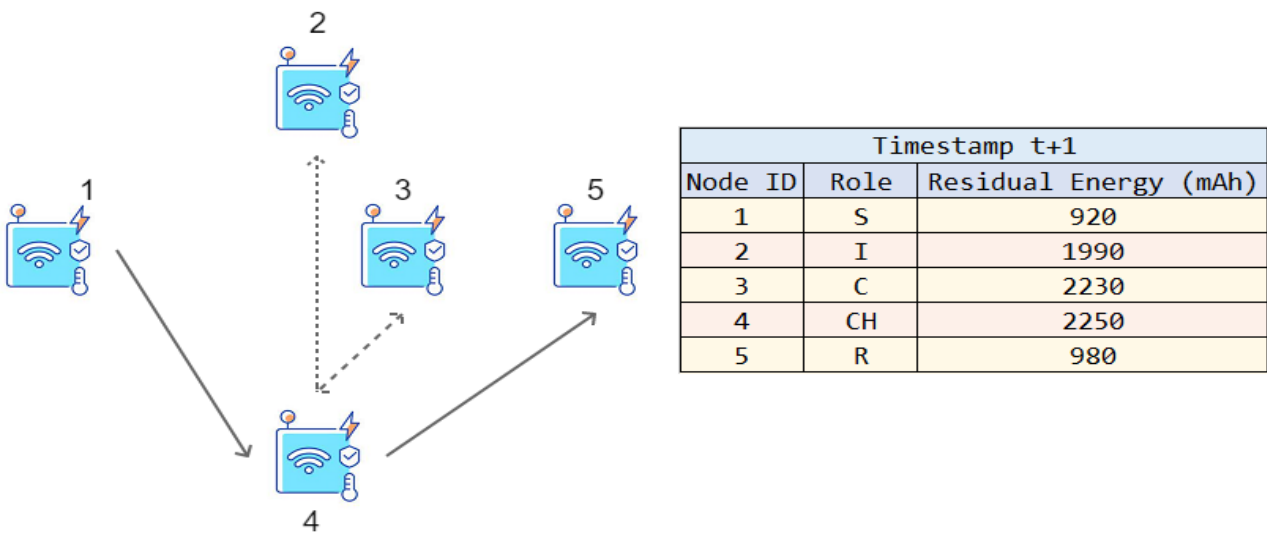 2
1
3
5
4
Timestamp t+1
Node ID Role Residual Energy (mAh)
1 S 920
2 I 1990
3 C 2230
4 CH 2250
5 R 980